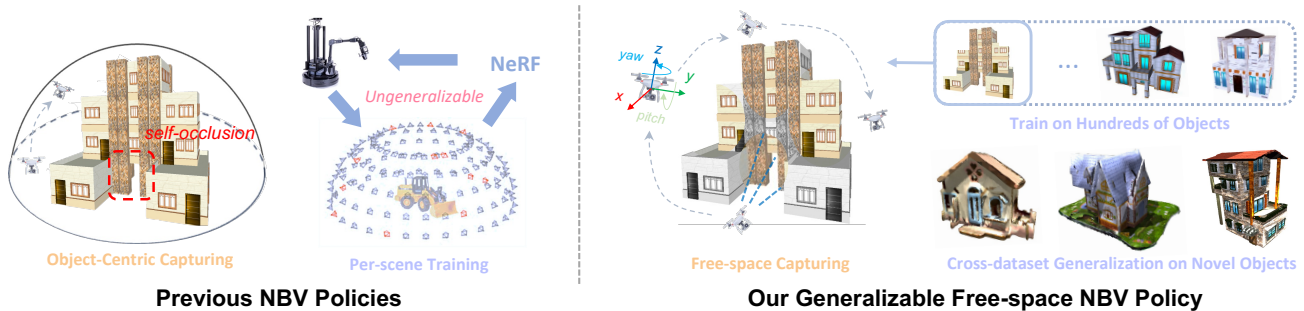 self-occlusion
Object-Centric Capturing
NeRF
Ungeneralizable
Per-scene Training
Previous NBV Policies
yaw
z
y
x
pitch
Free-space Capturing
...
Train on Hundreds of Objects
Cross-dataset Generalization on Novel Objects
Our Generalizable Free-space NBV Policy